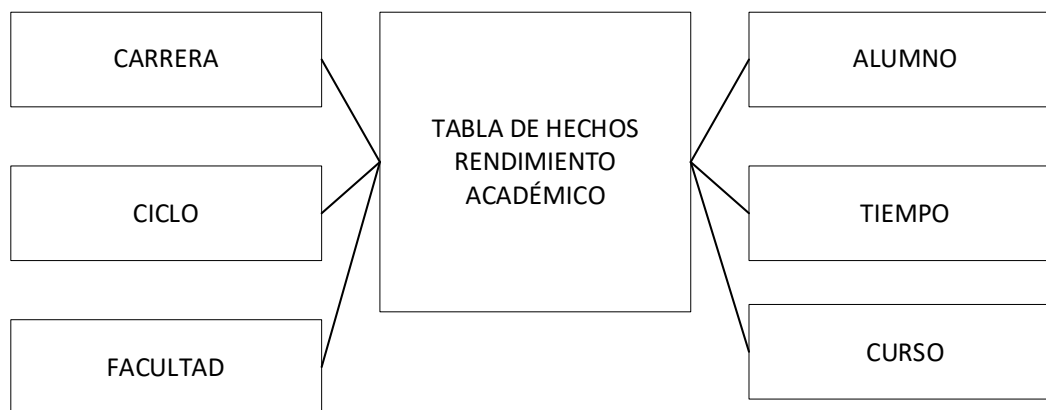 CARRERA
CICLO
FACULTAD
TABLA DE HECHOS
RENDIMIENTO
ACADÉMICO
ALUMNO
TIEMPO
CURSO